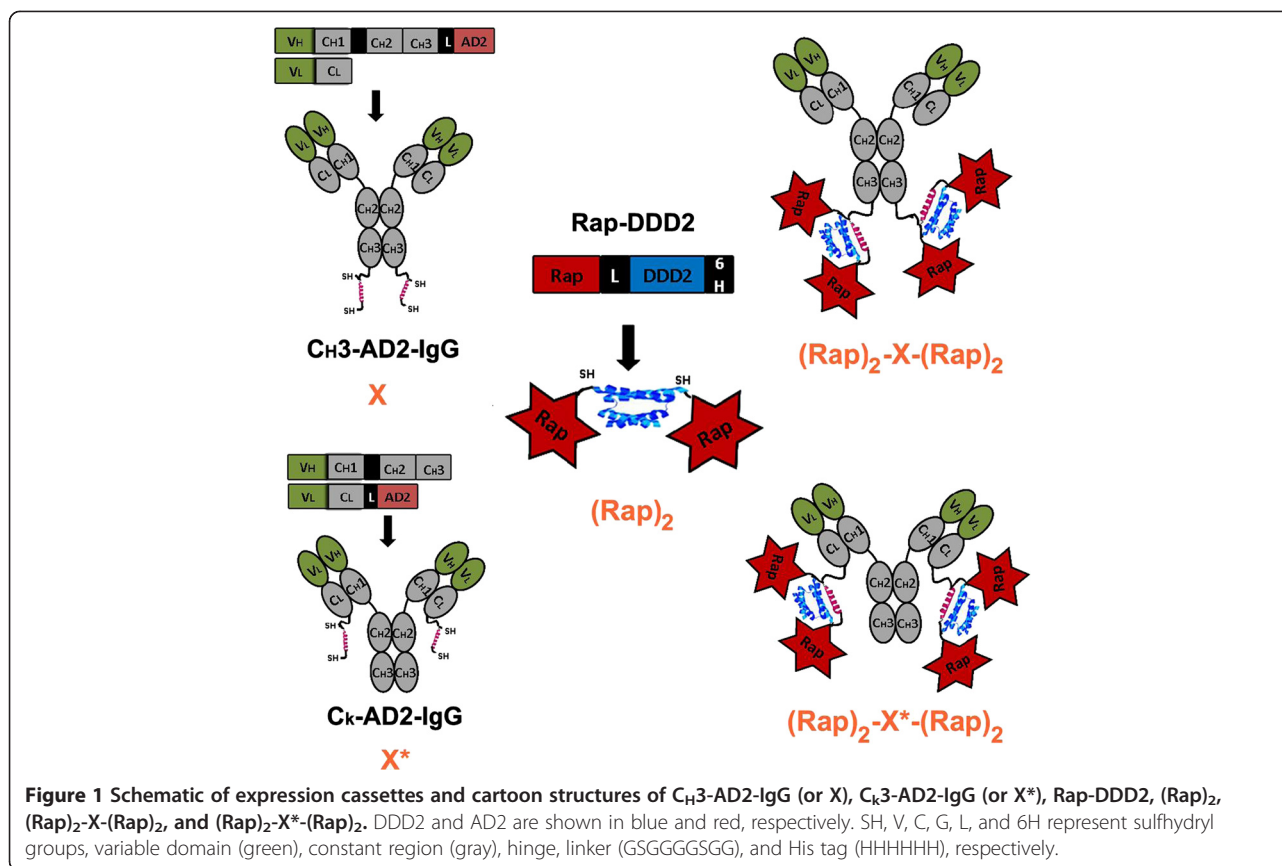 VH CH1 CH2 CH3 L AD2
VL CL
VL VH CL CH1 VH VL CH1 CL
CH2 CH2
CH3 CH3
SH SH
SH SH
CH3-AD2-IgG
X
VH CH1 CH2 CH3
VL CL L AD2
VL VH CL CH1 VH VL CH1 CL
SH CH2 CH2 SH
SH CH3 CH3 SH
Ck-AD2-IgG
X*
Rap-DDD2
Rap L DDD2 6 H
SH SH
Rap Rap
(Rap)2
VL VH CL CH1 VH VL CH1 CL
CH2 CH2
CH3 CH3
Rap Rap
Rap Rap
(Rap)2-X-(Rap)2
VL VH CL CH1 VH VL CH1 CL
CH2 CH2
CH3 CH3
Rap Rap
Rap Rap
(Rap)2-X*-(Rap)2
Figure 1 Schematic of expression cassettes and cartoon structures of CH3-AD2-IgG (or X), Ck3-AD2-IgG (or X*), Rap-DDD2, (Rap)2,
(Rap)2-X-(Rap)2, and (Rap)2-X*-(Rap)2. DDD2 and AD2 are shown in blue and red, respectively. SH, V, C, G, L, and 6H represent sulfhydryl
groups, variable domain (green), constant region (gray), hinge, linker (GSGGGGSGG), and His tag (HHHHHH), respectively.